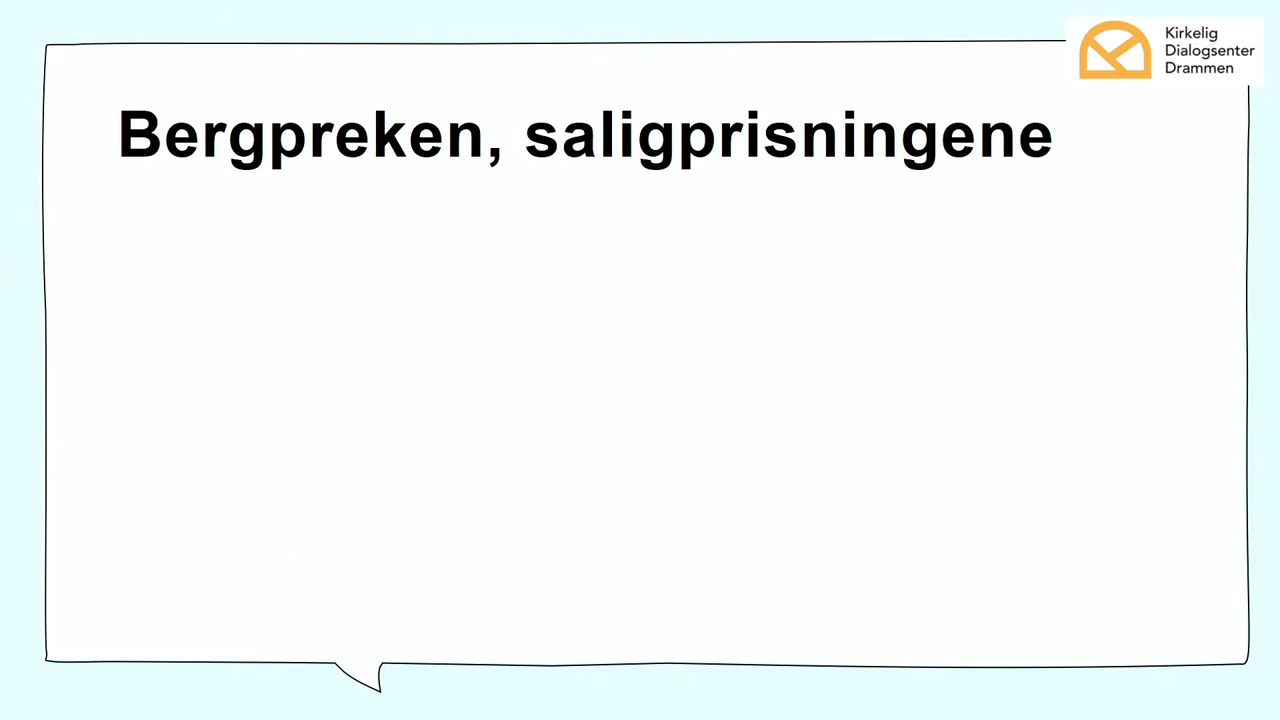 Kirkelig
Dialogsenter
Drammen
Bergpreken, saligprisningene